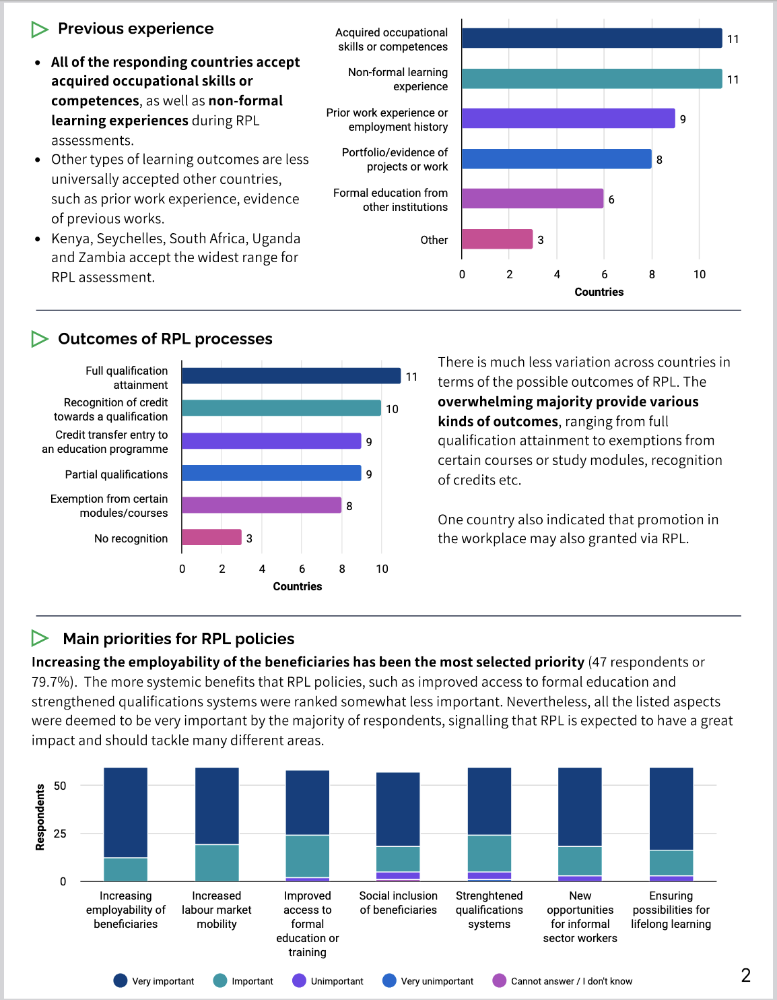 Previous experience
• All of the responding countries accept
acquired occupational skills or
competences, as well as non-formal
learning experiences during RPL
assessments.
• Other types of learning outcomes are less
universally accepted other countries,
such as prior work experience, evidence
of previous works.
• Kenya, Seychelles, South Africa, Uganda
and Zambia accept the widest range for
RPL assessment.
Acquired occupational
skills or competences
11
Non-formal learning
experience
11
Prior work experience or
employment history
9
Portfolio/evidence of
projects or work
8
Formal education from
other institutions
6
Other
3
0 2 4 6 8 10
Countries
Outcomes of RPL processes
Full qualification
attainment
11
Recognition of credit
towards a qualification
10
Credit transfer entry to
an education programme
9
Partial qualifications
9
Exemption from certain
modules/courses
8
No recognition
3
0 2 4 6 8 10
Countries
There is much less variation across countries in
terms of the possible outcomes of RPL. The
overwhelming majority provide various
kinds of outcomes, ranging from full
qualification attainment to exemptions from
certain courses or study modules, recognition
of credits etc.
One country also indicated that promotion in
the workplace may also granted via RPL.
Main priorities for RPL policies
Increasing the employability of the beneficiaries has been the most selected priority (47 respondents or
79.7%). The more systemic benefits that RPL policies, such as improved access to formal education and
strengthened qualifications systems were ranked somewhat less important. Nevertheless, all the listed aspects
were deemed to be very important by the majority of respondents, signalling that RPL is expected to have a great
impact and should tackle many different areas.
Respondents
50
25
0
Increasing
employability of
beneficiaries
Increased
labour market
mobility
Improved
access to
formal
education or
training
Social inclusion
of beneficiaries
Strenghtened
qualifications
systems
New
opportunities
for informal
sector workers
Ensuring
possibilities for
lifelong learning
Very important
Important
Unimportant
Very unimportant
Cannot answer / I don't know
2